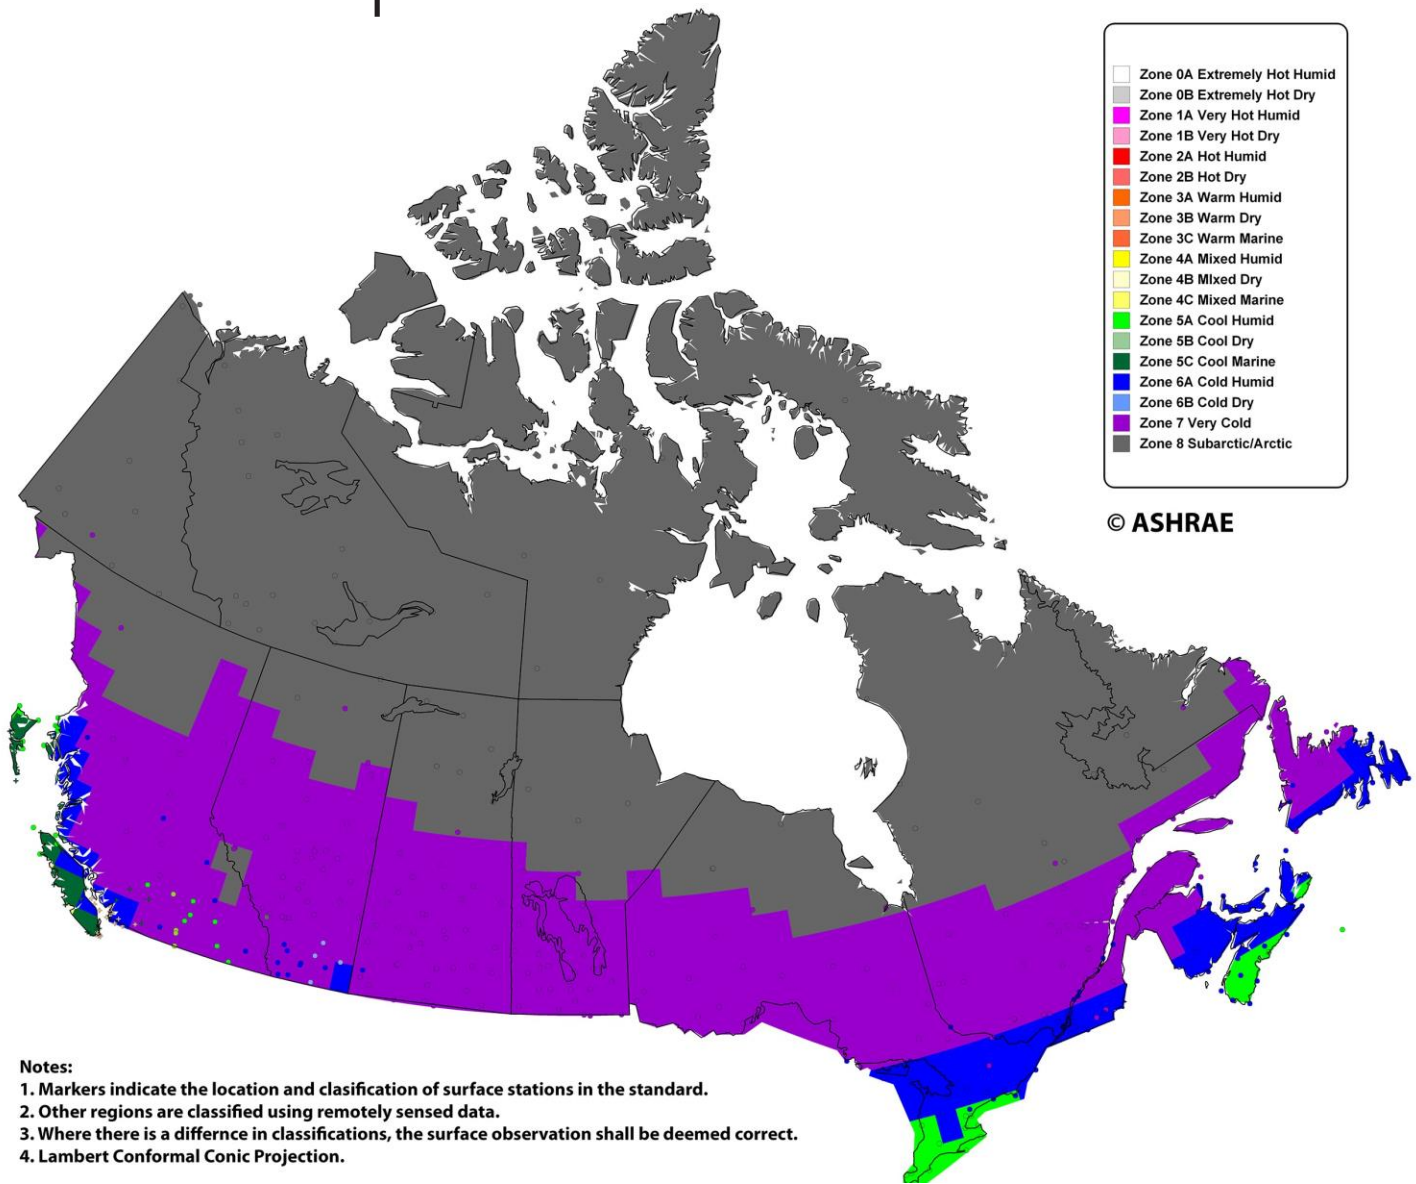 Zone 0A Extremely Hot Humid
Zone 0B Extremely Hot Dry
Zone 1A Very Hot Humid
Zone 1B Very Hot Dry
Zone 2A Hot Humid
Zone 2B Hot Dry
Zone 3A Warm Humid
Zone 3B Warm Dry
Zone 3C Warm Marine
Zone 4A Mixed Humid
Zone 4B MIxed Dry
Zone 4C Mixed Marine
Zone 5A Cool Humid
Zone 5B Cool Dry
Zone 5C Cool Marine
Zone 6A Cold Humid
Zone 6B Cold Dry
Zone 7 Very Cold
Zone 8 Subarctic/Arctic
© ASHRAE
Notes:
1. Markers indicate the location and clasification of surface stations in the standard.
2. Other regions are classified using remotely sensed data.
3. Where there is a differnce in classifications, the surface observation shall be deemed correct.
4. Lambert Conformal Conic Projection.